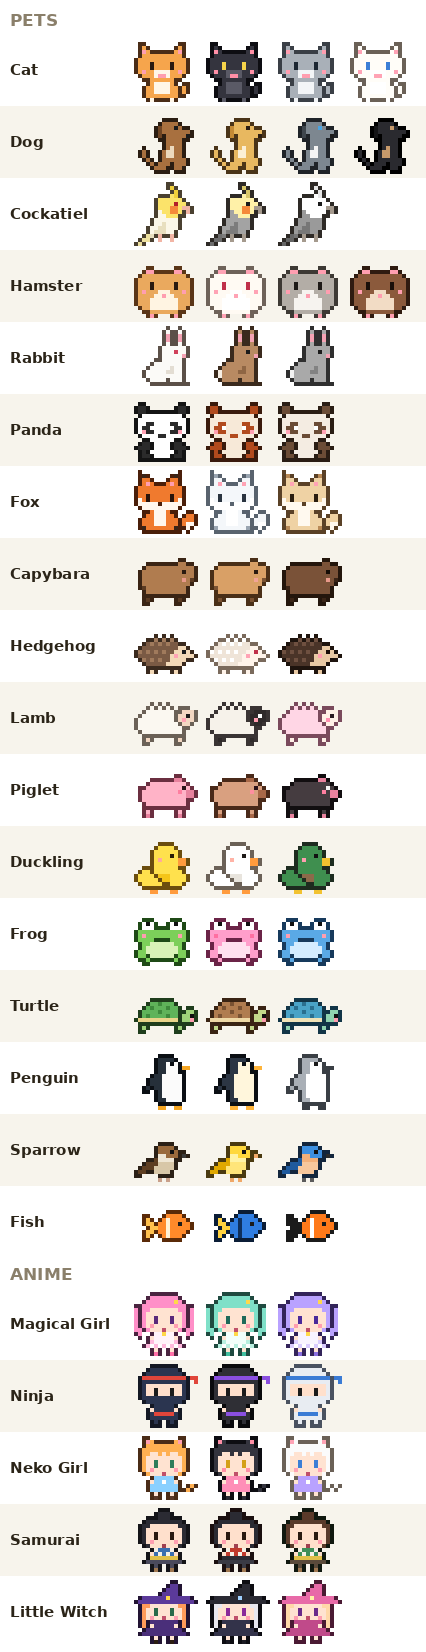 PETS
Cat
Dog
Cockatiel
Hamster
Rabbit
Panda
Fox
Capybara
Hedgehog
Lamb
Piglet
Duckling
Frog
Turtle
Penguin
Sparrow
Fish
ANIME
Magical Girl
Ninja
Neko Girl
Samurai
Little Witch